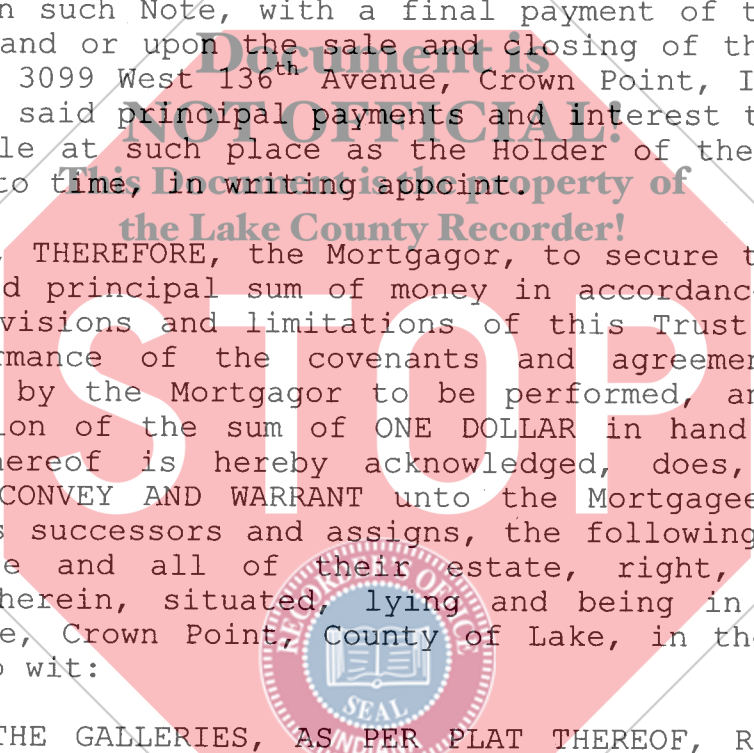 n such Note, with a final payment of t
and or upon the sale and closing of th
Document is
3099 West 136th Avenue, Crown Point, I
said principal payments and interest t
NOT OFFICIAL!
le at such place as the Holder of the
to time, in writing appoint.
This Document is the property of
the Lake County Recorder!
, THEREFORE, the Mortgagor, to secure t
d principal sum of money in accordanc
visions and limitations of this Trust
rmance of the covenants and agreemen
by the Mortgagor to be performed, an
ion of the sum of ONE DOLLAR in hand
hereof is hereby acknowledged, does,
CONVEY AND WARRANT unto the Mortgagee
s successors and assigns, the following
e and all of their estate, right,
herein, situated, lying and being in
e, Crown Point, County of Lake, in the
o wit:
STOP
RECORDER OF OFFICE
SEAL
INDIANA
THE GALLERIES, AS PER PLAT THEREOF, R